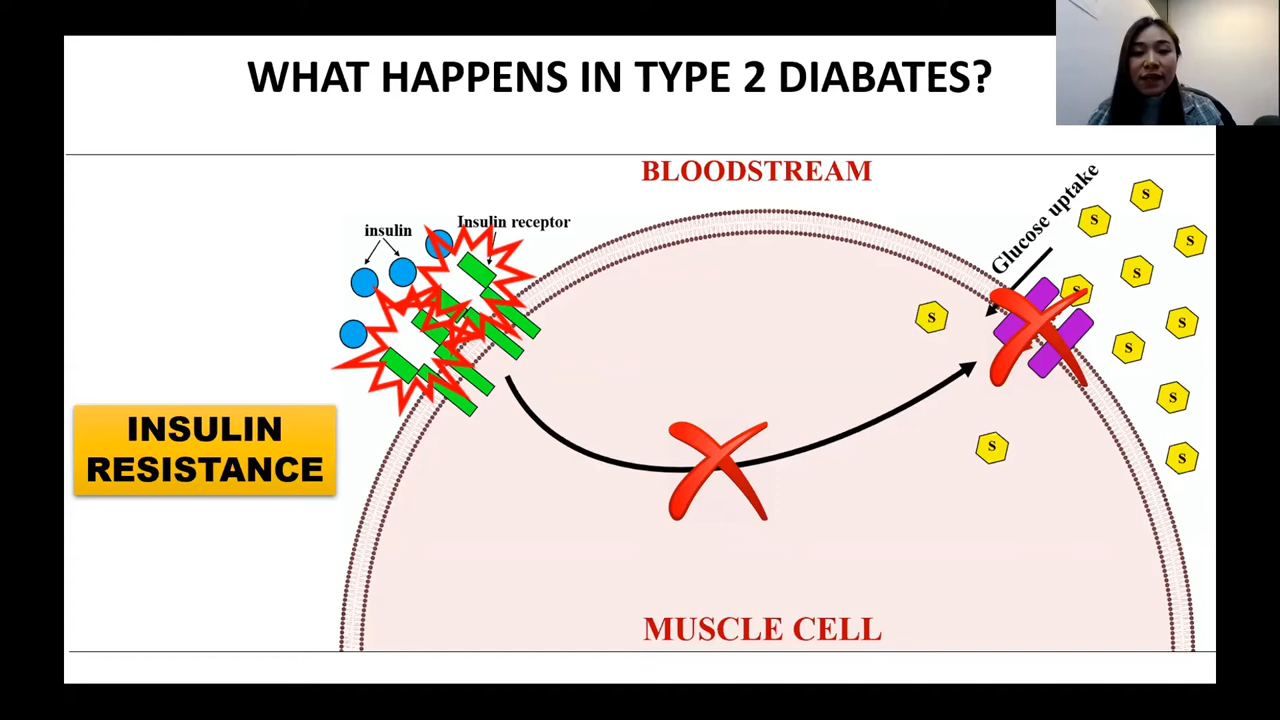 WHAT HAPPENS IN TYPE 2 DIABATES?
BLOODSTREAM
insulin
Insulin receptor
Glucose uptake
S
S
S
S
S
S
S
S
S
S
S
INSULIN
RESISTANCE
MUSCLE CELL